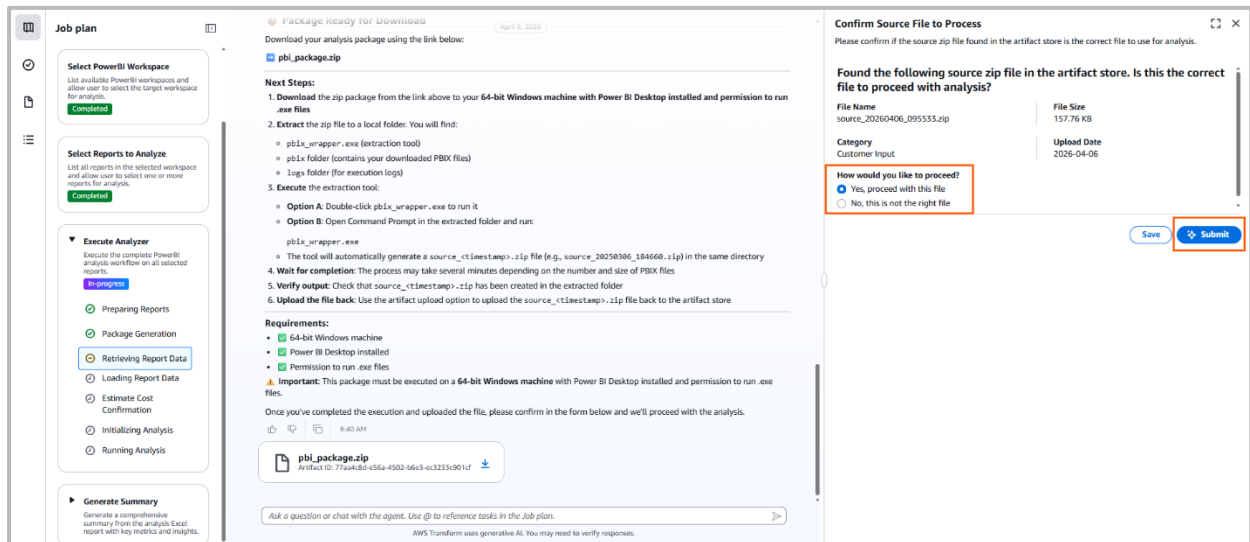 Job plan
Select PowerBI Workspace
List available PowerBI workspaces and
allow user to select the target workspace
for analysis.
Completed
Select Reports to Analyze
List all reports in the selected workspace
and allow user to select one or more
reports for analysis.
Completed
Execute Analyzer
Execute the complete PowerBI
analysis workflow on all selected
reports.
In-progress
Preparing Reports
Package Generation
Retrieving Report Data
Loading Report Data
Estimate Cost
Confirmation
Initializing Analysis
Running Analysis
Generate Summary
Generate a comprehensive
summary from the analysis Excel
report with key metrics and insights.
Package Ready for Download
April 6, 2026
Download your analysis package using the link below:
pbi_package.zip
Next Steps:
1. Download the zip package from the link above to your 64-bit Windows machine with Power BI Desktop installed and permission to run
.exe files
2. Extract the zip file to a local folder. You will find:
pbix_wrapper.exe (extraction tool)
pbix folder (contains your downloaded PBIX files)
logs folder (for execution logs)
3. Execute the extraction tool:
Option A: Double-click pbix_wrapper.exe to run it
Option B: Open Command Prompt in the extracted folder and run:
pbix_wrapper.exe
The tool will automatically generate a source_<timestamp>.zip file (e.g., source_20250306_184660.zip) in the same directory
4. Wait for completion: The process may take several minutes depending on the number and size of PBIX files
5. Verify output: Check that source_<timestamp>.zip has been created in the extracted folder
6. Upload the file back: Use the artifact upload option to upload the source_<timestamp>.zip file back to the artifact store
Requirements:
64-bit Windows machine
Power BI Desktop installed
Permission to run .exe files
Important: This package must be executed on a 64-bit Windows machine with Power BI Desktop installed and permission to run .exe
files.
Once you've completed the execution and uploaded the file, please confirm in the form below and we'll proceed with the analysis.
9:40 AM
pbi_package.zip
Artifact ID: 77aa4c8d-e56a-4502-b6e3-ec3233c901cf
Ask a question or chat with the agent. Use @ to reference tasks in the Job plan.
AWS Transform uses generative AI. You may need to verify responses.
Confirm Source File to Process
Please confirm if the source zip file found in the artifact store is the correct file to use for analysis.
Found the following source zip file in the artifact store. Is this the correct
file to proceed with analysis?
File Name
source_20260406_095533.zip
File Size
157.76 KB
Category
Customer Input
Upload Date
2026-04-06
How would you like to proceed?
Yes, proceed with this file
No, this is not the right file
Save
Submit